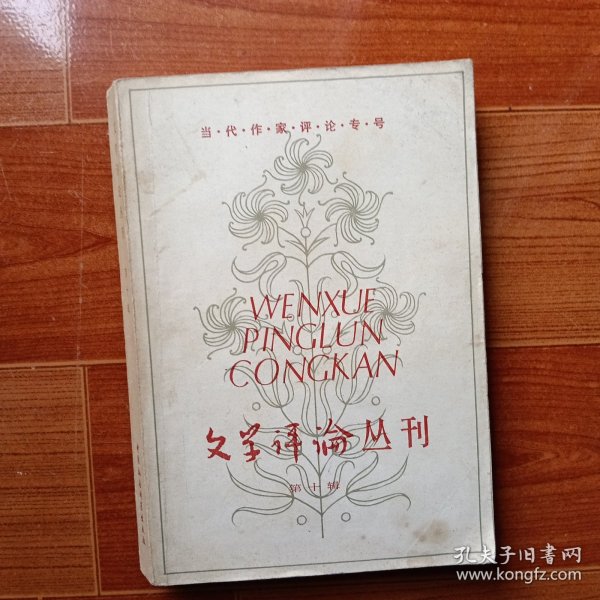 当·代·作·家·评·论·专·号
WENXUE
PINGLUN
CONGKAN
文学评论丛刊
第十辑
孔夫子旧书网
www.kongfz.com